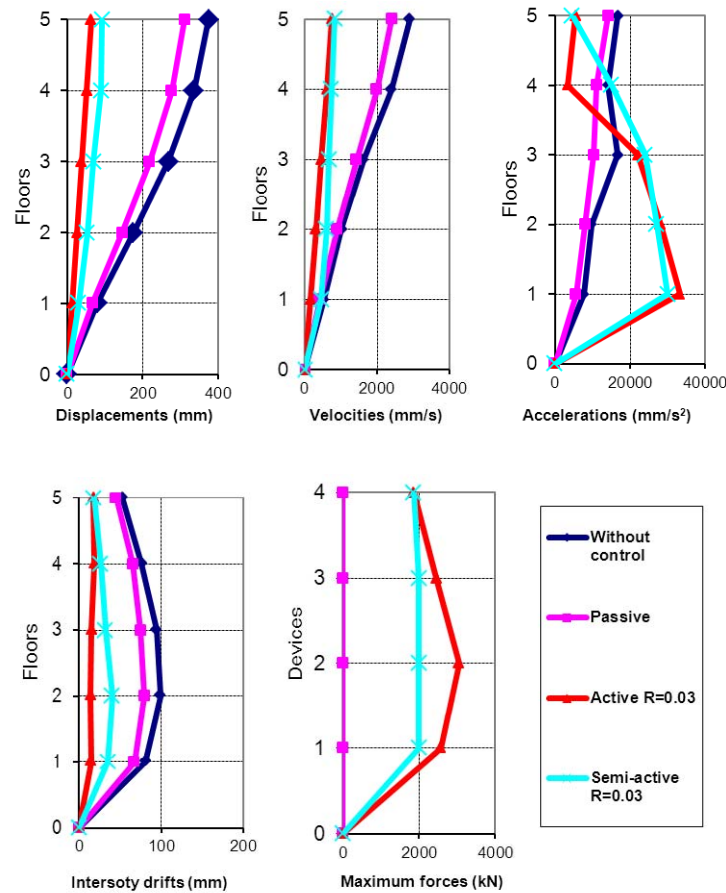 5
4
3
2
1
0
Floors
0 200 400
Displacements (mm)
5
4
3
2
1
0
Floors
0 2000 4000
Velocities (mm/s)
5
4
3
2
1
0
Floors
0 20000 40000
Accelerations (mm/s²)
5
4
3
2
1
0
Floors
0 100 200
Intersoty drifts (mm)
4
3
2
1
0
Devices
0 2000 4000
Maximum forces (kN)
Without
control
Passive
Active R=0.03
Semi-active
R=0.03